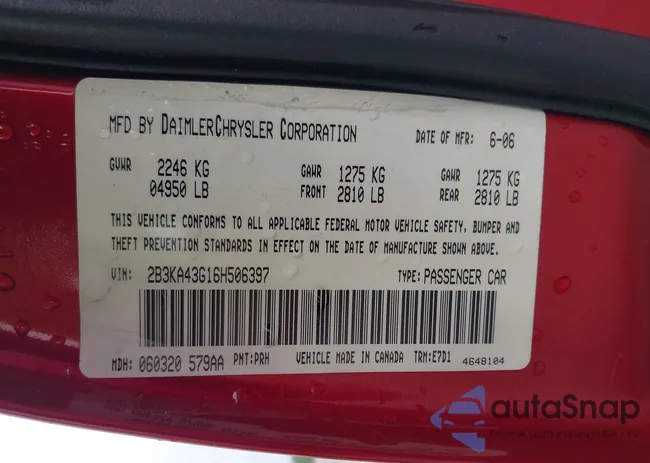 MFD BY DAIMLERCHRYSLER CORPORATION DATE OF MFR: 6-06
GVWR 2246 KG GAWR 1275 KG GAWR 1275 KG
04950 LB FRONT 2810 LB REAR 2810 LB
THIS VEHICLE CONFORMS TO ALL APPLICABLE FEDERAL MOTOR VEHICLE SAFETY, BUMPER AND
THEFT PREVENTION STANDARDS IN EFFECT ON THE DATE OF MANUFACTURE SHOWN ABOVE.
VIN: 2B3KA43G16H506397 TYPE: PASSENGER CAR
MDH: 060320 579AA PNT:PRH VEHICLE MADE IN CANADA TRM:E7D1 4648104
autaSnap